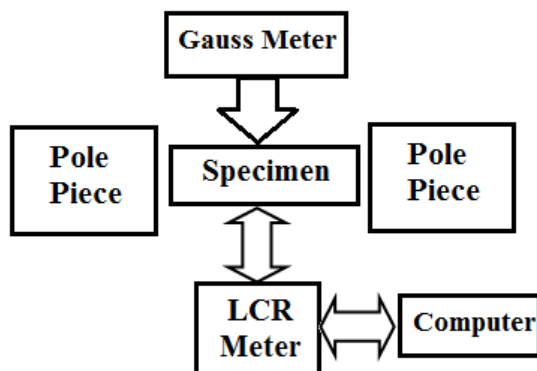 Gauss Meter
Pole
Piece
Specimen
Pole
Piece
LCR
Meter
Computer